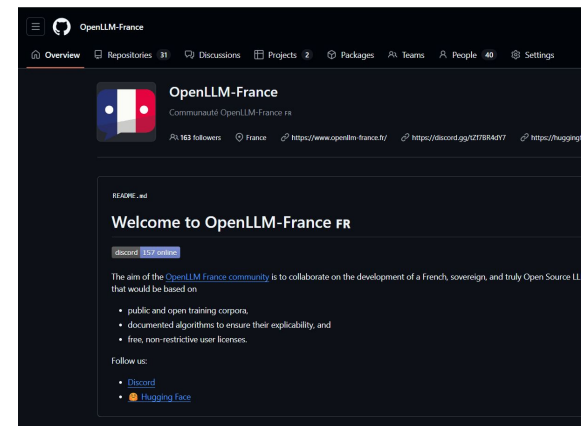 OpenLLM-France
Overview Repositories 31 Discussions Projects 2 Packages Teams People 40 Settings
OpenLLM-France
Communauté OpenLLM-France FR
163 followers France https://www.openllm-france.fr/ https://discord.gg/tZf7BR4dY7 https://huggingf
README.md
Welcome to OpenLLM-France FR
discord 157 online
The aim of the OpenLLM France community is to collaborate on the development of a French, sovereign, and truly Open Source LL
that would be based on
• public and open training corpora,
• documented algorithms to ensure their explicability, and
• free, non-restrictive user licenses.
Follow us:
• Discord
• 🤗 Hugging Face